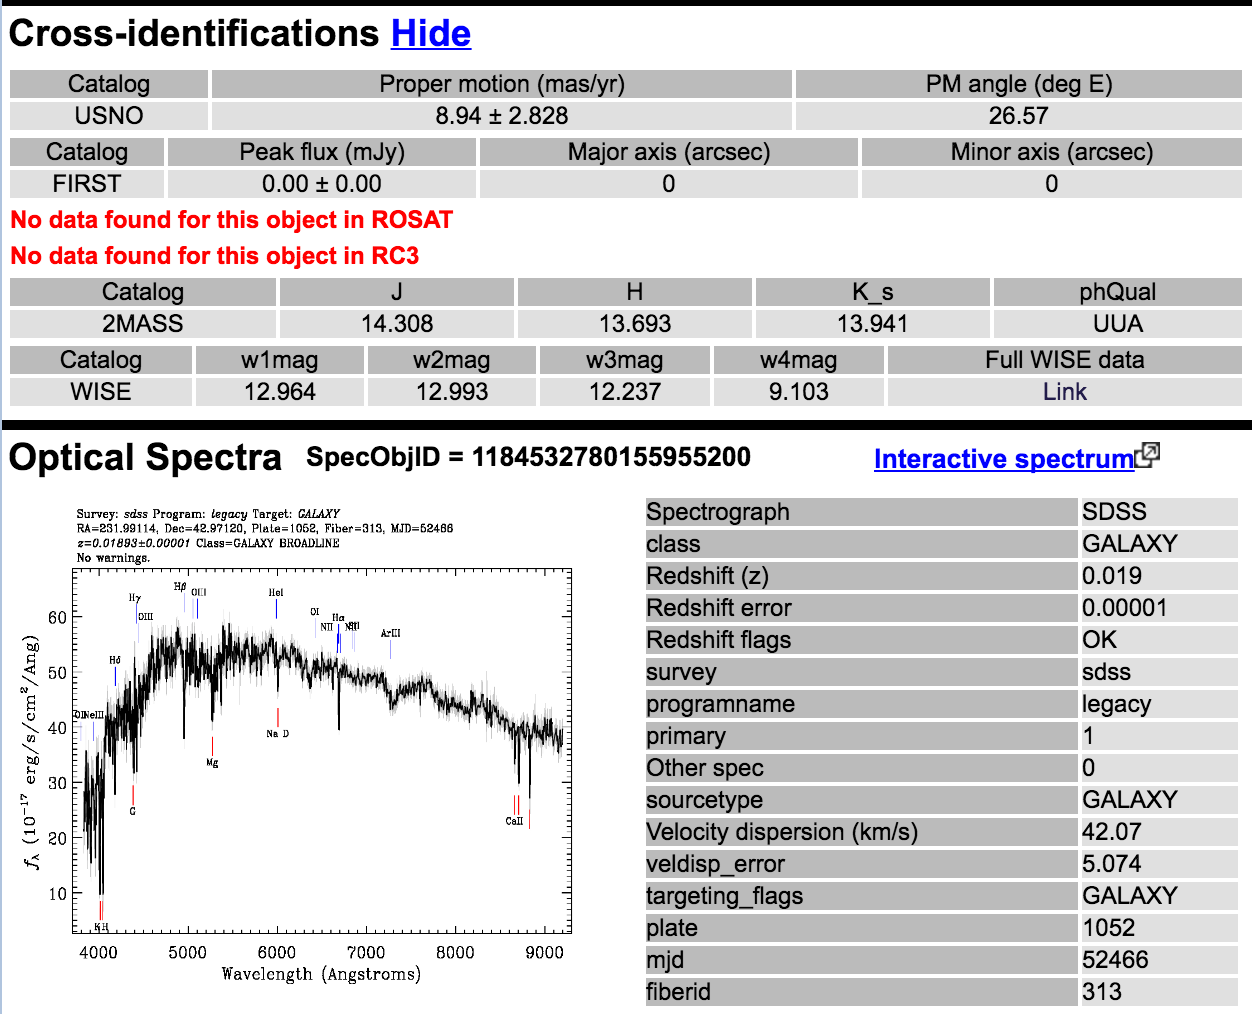 Cross-identifications Hide
Catalog Proper motion (mas/yr) PM angle (deg E)
USNO 8.94 ± 2.828 26.57
Catalog Peak flux (mJy) Major axis (arcsec) Minor axis (arcsec)
FIRST 0.00 ± 0.00 0 0
No data found for this object in ROSAT
No data found for this object in RC3
Catalog J H K_s phQual
2MASS 14.308 13.693 13.941 UUA
Catalog w1mag w2mag w3mag w4mag Full WISE data
WISE 12.964 12.993 12.237 9.103 Link
Optical Spectra SpecObjID = 1184532780155955200 Interactive spectrum
Survey: sdss Program: legacy Target: GALAXY
RA=231.99114, Dec=42.97120, Plate=1052, Fiber=313, MJD=52466
z=0.01893±0.00001 Class=GALAXY BROADLINE
No warnings.
Hβ OIII HeI
Hγ
OIII OI Hα
NII
ArIII
Hδ
Na D
Mg
G
CaII
K H
60
50
40
30
20
10
fλ (10⁻¹⁷ erg/s/cm²/Ang)
4000 5000 6000 7000 8000 9000
Wavelength (Angstroms)
Spectrograph SDSS
class GALAXY
Redshift (z) 0.019
Redshift error 0.00001
Redshift flags OK
survey sdss
programname legacy
primary 1
Other spec 0
sourcetype GALAXY
Velocity dispersion (km/s) 42.07
veldisp_error 5.074
targeting_flags GALAXY
plate 1052
mjd 52466
fiberid 313